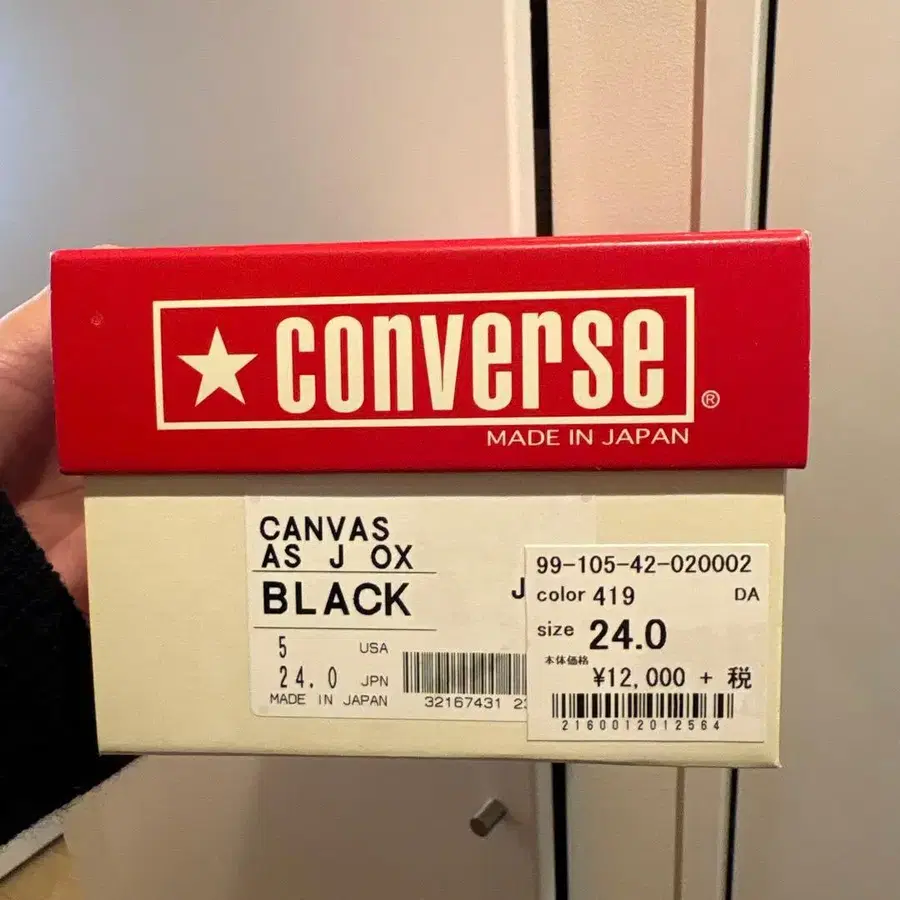 converse®
MADE IN JAPAN
CANVAS
AS J OX
BLACK J
5 USA
24.0 JPN
MADE IN JAPAN
32167431
99-105-42-020002
color 419 DA
size 24.0
本体価格
¥12,000 + 税
2160012012564